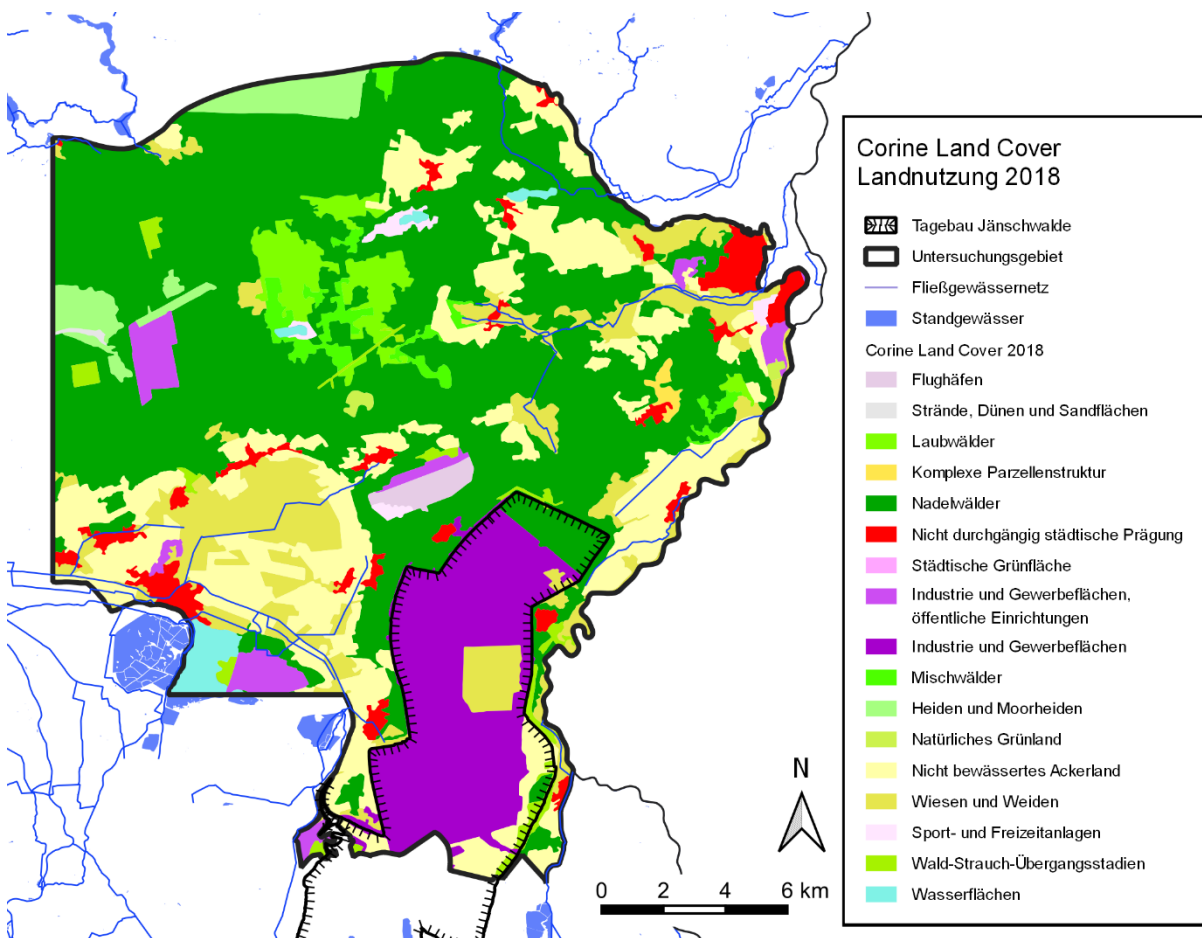 Corine Land Cover
Landnutzung 2018
Tagebau Jänschwalde
Untersuchungsgebiet
Fließgewässernetz
Standgewässer
Corine Land Cover 2018
Flughäfen
Strände, Dünen und Sandflächen
Laubwälder
Komplexe Parzellenstruktur
Nadelwälder
Nicht durchgängig städtische Prägung
Städtische Grünfläche
Industrie und Gewerbeflächen,
öffentliche Einrichtungen
Industrie und Gewerbeflächen
Mischwälder
Heiden und Moorheiden
Natürliches Grünland
Nicht bewässertes Ackerland
Wiesen und Weiden
Sport- und Freizeitanlagen
Wald-Strauch-Übergangsstadien
Wasserflächen
N
0 2 4 6 km